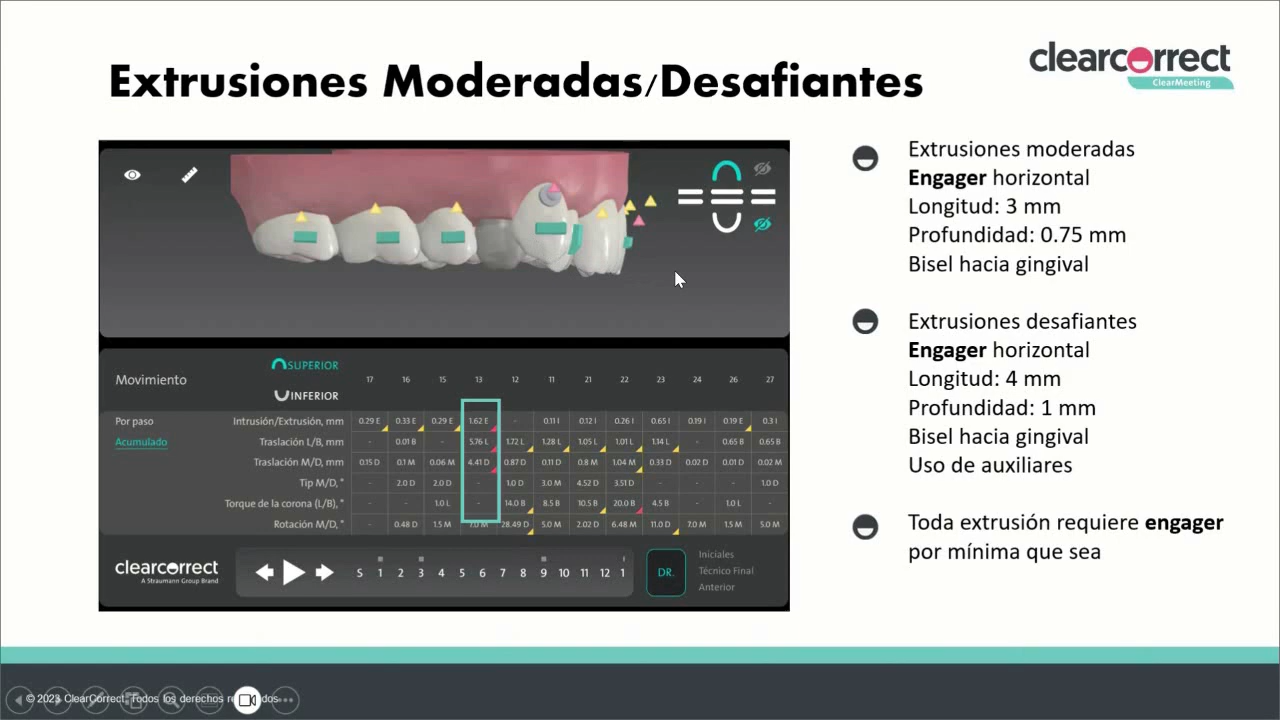 Extrusiones Moderadas/Desafiantes
clearcorrect
ClearMeeting
Extrusiones moderadas
Engager horizontal
Longitud: 3 mm
Profundidad: 0.75 mm
Bisel hacia gingival
Extrusiones desafiantes
Engager horizontal
Longitud: 4 mm
Profundidad: 1 mm
Bisel hacia gingival
Uso de auxiliares
Toda extrusión requiere engager
por mínima que sea
Movimiento SUPERIOR INFERIOR 17 16 15 13 12 11 21 22 23 24 26 27
Por paso Intrusión/Extrusión, mm 0.29 E 0.33 E 0.29 E 1.62 E - 0.11 I 0.12 I 0.26 I 0.65 I 0.19 I 0.19 E 0.3 I
Acumulado Traslación L/B, mm - 0.01 B - 5.76 L 1.72 L 1.28 L 1.05 L 1.01 L 1.14 L - 0.65 B 0.65 B
Traslación M/D, mm 0.15 D 0.1 M 0.06 M 4.41 D 0.87 D 0.11 D 0.8 M 1.04 M 0.33 D 0.02 D 0.01 D 0.02 M
Tip M/D, ° - 2.0 D 2.0 D - 1.0 D 3.0 M 4.52 D 3.51 D - - - 1.0 D
Torque de la corona (L/B), ° - - 1.0 L - 14.0 B 8.5 B 10.5 B 20.0 B 4.5 B - 1.0 L -
Rotación M/D, ° - 0.48 D 1.5 M 7.0 M 28.49 D 5.0 M 2.02 D 6.48 M 11.0 D 7.0 M 1.5 M 5.0 M
clearcorrect
A Straumann Group Brand
S 1 2 3 4 5 6 7 8 9 10 11 12 1
DR.
Iniciales
Técnico Final
Anterior
© 2023 ClearCorrect. Todos los derechos